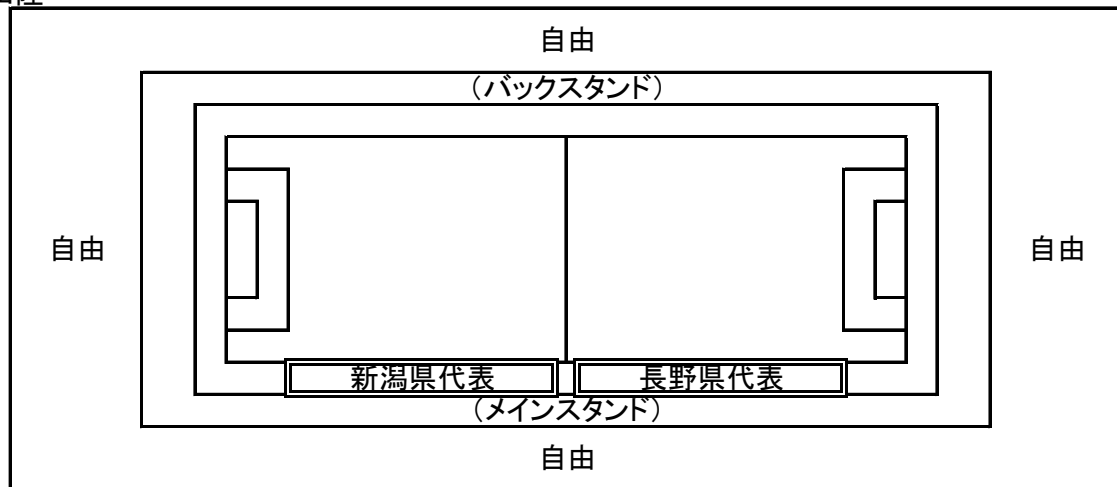 自由
（バックスタンド）
自由
自由
新潟県代表
長野県代表
（メインスタンド）
自由